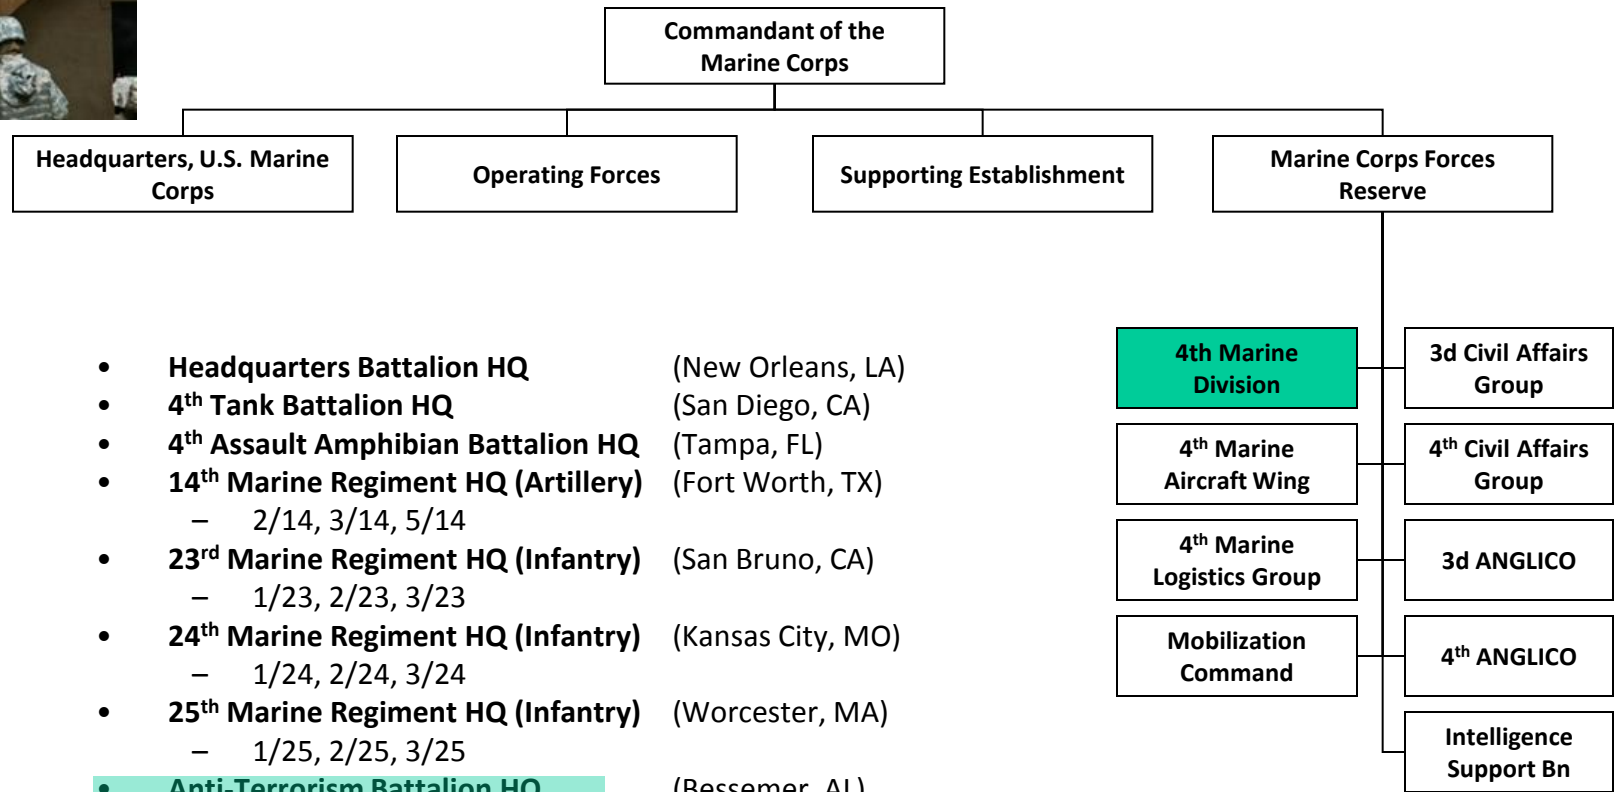 Commandant of the
Marine Corps
Headquarters, U.S. Marine
Corps
Operating Forces
Supporting Establishment
Marine Corps Forces
Reserve
• Headquarters Battalion HQ (New Orleans, LA)
• 4th Tank Battalion HQ (San Diego, CA)
• 4th Assault Amphibian Battalion HQ (Tampa, FL)
• 14th Marine Regiment HQ (Artillery) (Fort Worth, TX)
– 2/14, 3/14, 5/14
• 23rd Marine Regiment HQ (Infantry) (San Bruno, CA)
– 1/23, 2/23, 3/23
• 24th Marine Regiment HQ (Infantry) (Kansas City, MO)
– 1/24, 2/24, 3/24
• 25th Marine Regiment HQ (Infantry) (Worcester, MA)
– 1/25, 2/25, 3/25
• Anti-Terrorism Battalion HQ (Bessemer, AL)
4th Marine
Division
3d Civil Affairs
Group
4th Marine
Aircraft Wing
4th Civil Affairs
Group
4th Marine
Logistics Group
3d ANGLICO
Mobilization
Command
4th ANGLICO
Intelligence
Support Bn